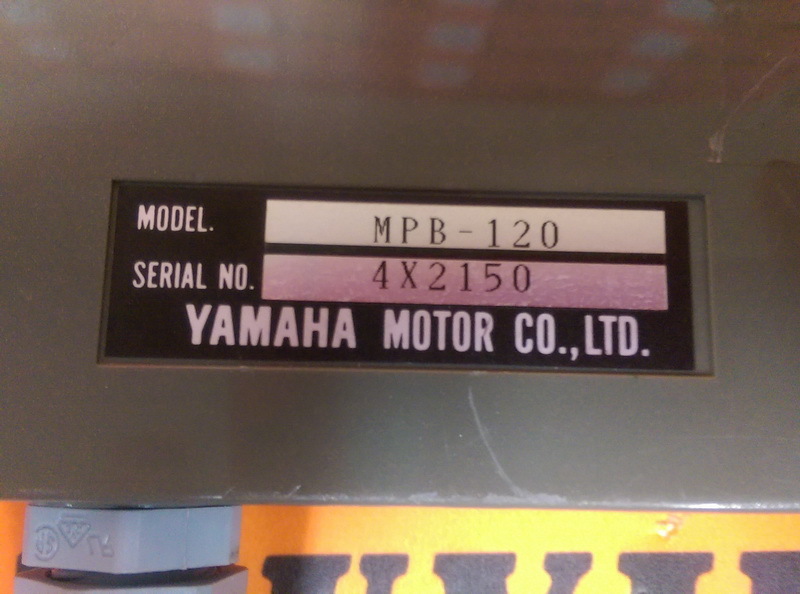 MODEL. MPB-120
SERIAL NO. 4X2150
YAMAHA MOTOR CO.,LTD.